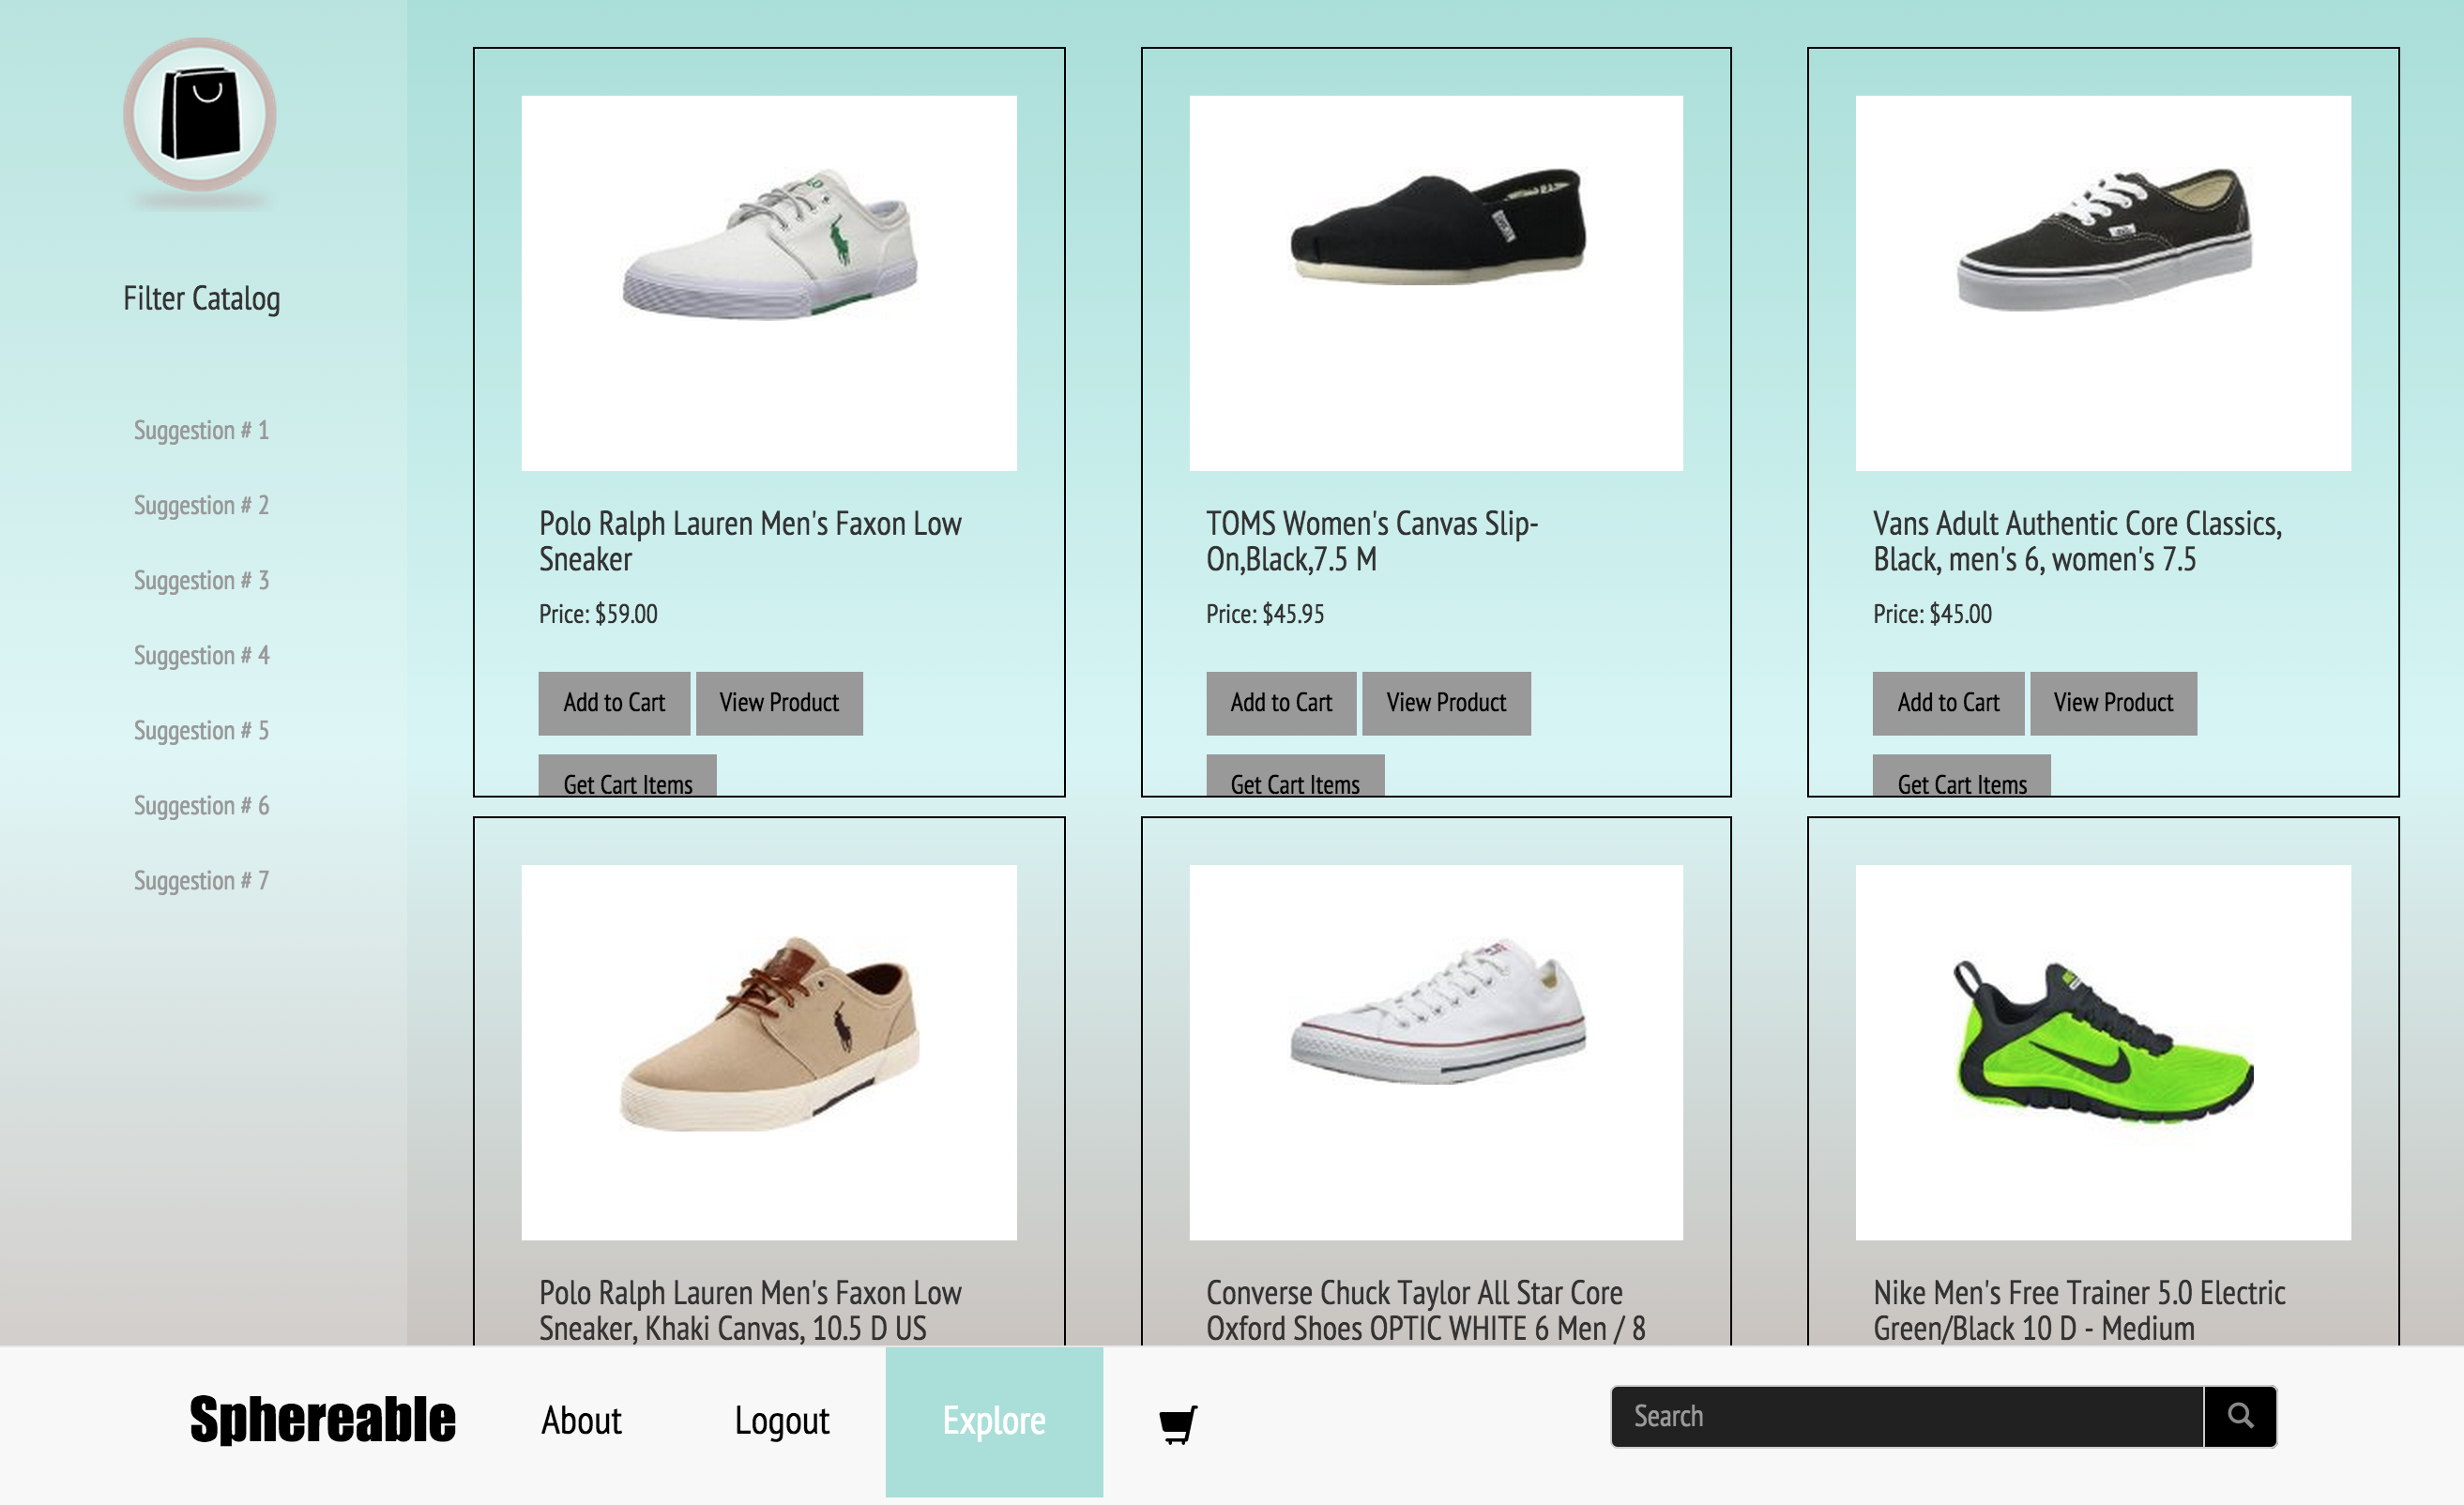 Filter Catalog
Suggestion # 1
Suggestion # 2
Suggestion # 3
Suggestion # 4
Suggestion # 5
Suggestion # 6
Suggestion # 7
Polo Ralph Lauren Men's Faxon Low
Sneaker
Price: $59.00
Add to Cart
View Product
Get Cart Items
TOMS Women's Canvas Slip-
On,Black,7.5 M
Price: $45.95
Add to Cart
View Product
Get Cart Items
Vans Adult Authentic Core Classics,
Black, men's 6, women's 7.5
Price: $45.00
Add to Cart
View Product
Get Cart Items
Polo Ralph Lauren Men's Faxon Low
Sneaker, Khaki Canvas, 10.5 D US
Converse Chuck Taylor All Star Core
Oxford Shoes OPTIC WHITE 6 Men / 8
Nike Men's Free Trainer 5.0 Electric
Green/Black 10 D - Medium
Sphereable
About
Logout
Explore
Search